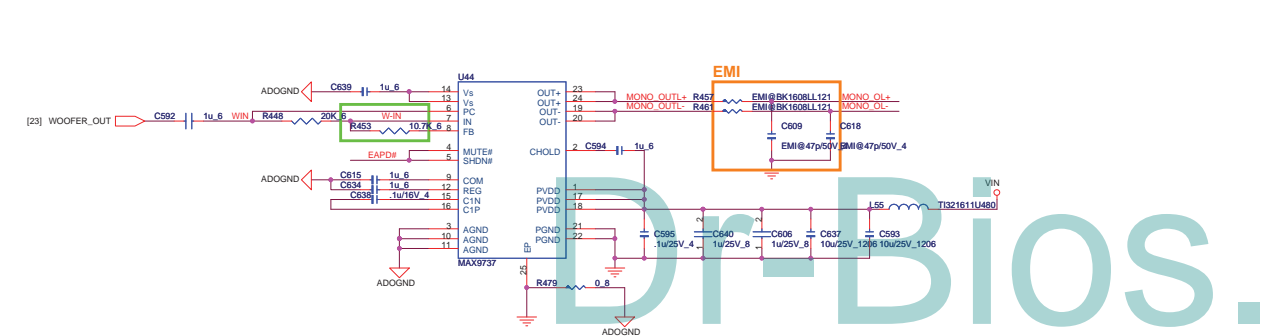 EMI
U44
C639 1u_6
ADOGND
14 Vs
13 Vs
6 PC
7 IN
8 FB
4 MUTE#
5 SHDN#
9 COM
12 REG
15 C1N
16 C1P
3 AGND
10 AGND
11 AGND
OUT+ 23
OUT+ 24
OUT- 19
OUT- 20
CHOLD 2
PVDD 1
PVDD 17
PVDD 18
PGND 21
PGND 22
EP
25
MAX9737
[23] WOOFER_OUT
C592 1u_6 WIN R448 20K_6
W-IN
R453 10.7K_6
EAPD#
ADOGND
C615 1u_6
C634 1u_6
C638 .1u/16V_4
ADOGND
MONO_OUTL+ R457 EMI@BK1608LL121 MONO_OL+
MONO_OUTL- R461 EMI@BK1608LL121 MONO_OL-
C609
EMI@47p/50V_4
C618
EMI@47p/50V_4
C594 1u_6
VIN
L55 TI321611U480
C595
.1u/25V_4
2
C640
1u/25V_8
1
2
C606
1u/25V_8
1
C637
10u/25V_1206
C593
10u/25V_1206
R479 0_8
ADOGND
Dr-Bios.